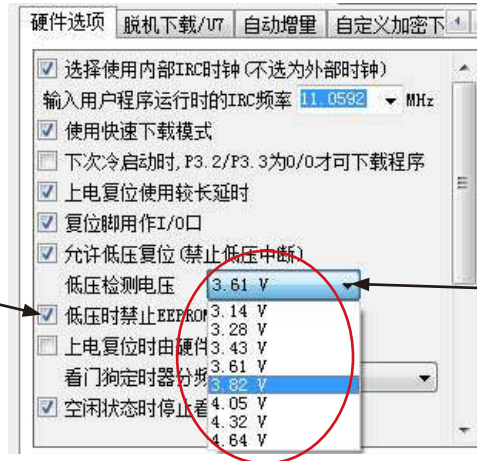 硬件选项 脱机下载/U7 自动增量 自定义加密下
选择使用内部IRC时钟(不选为外部时钟)
输入用户程序运行时的IRC频率 11.0592 MHz
使用快速下载模式
下次冷启动时,P3.2/P3.3为0/0才可下载程序
上电复位使用较长延时
复位脚用作I/O口
允许低压复位(禁止低压中断)
低压检测电压 3.61 V
低压时禁止EEPRO
3.14 V
3.28 V
上电复位时由硬件
3.43 V
3.61 V
看门狗定时器分频
3.82 V
空闲状态时停止看
4.05 V
4.32 V
4.64 V